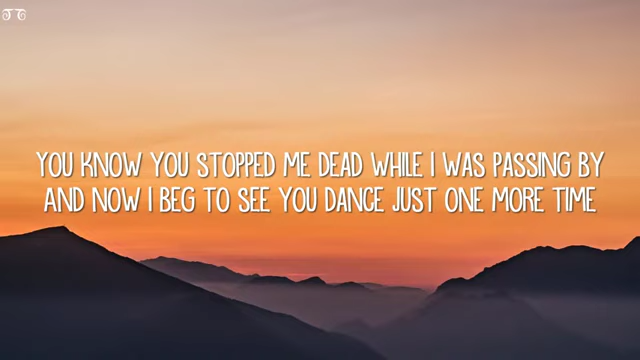 YOU KNOW YOU STOPPED ME DEAD WHILE I WAS PASSING BY
AND NOW I BEG TO SEE YOU DANCE JUST ONE MORE TIME